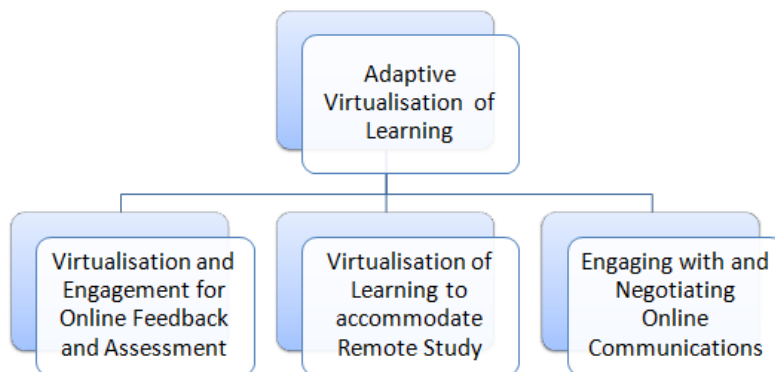 Adaptive
Virtualisation of
Learning
Virtualisation and
Engagement for
Online Feedback
and Assessment
Virtualisation of
Learning to
accommodate
Remote Study
Engaging with and
Negotiating
Online
Communications